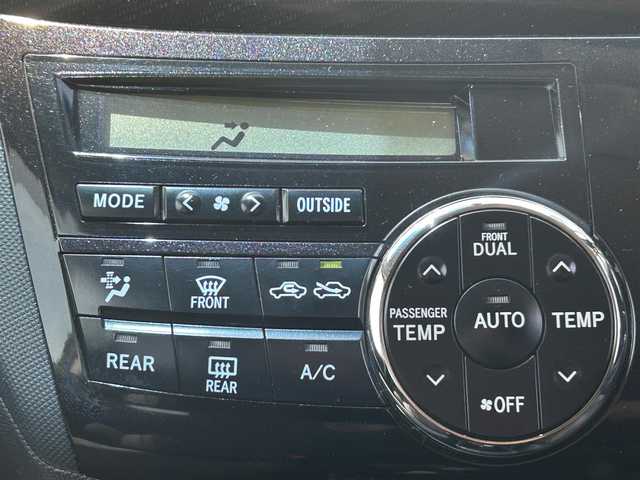 MODE
OUTSIDE
FRONT
DUAL
FRONT
PASSENGER
TEMP
AUTO
TEMP
REAR
REAR
A/C
OFF